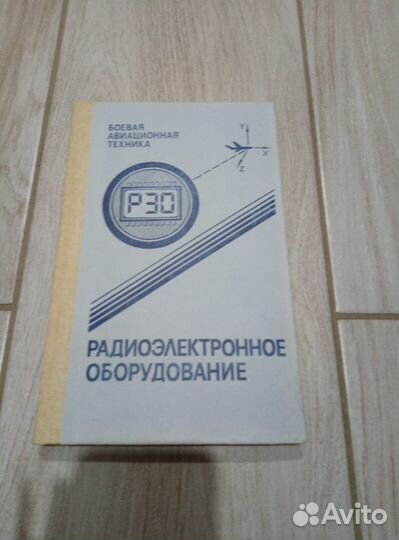 БОЕВАЯ
АВИАЦИОННАЯ
ТЕХНИКА
Y
X
Z
РЭО
РАДИОЭЛЕКТРОННОЕ
ОБОРУДОВАНИЕ
Avito